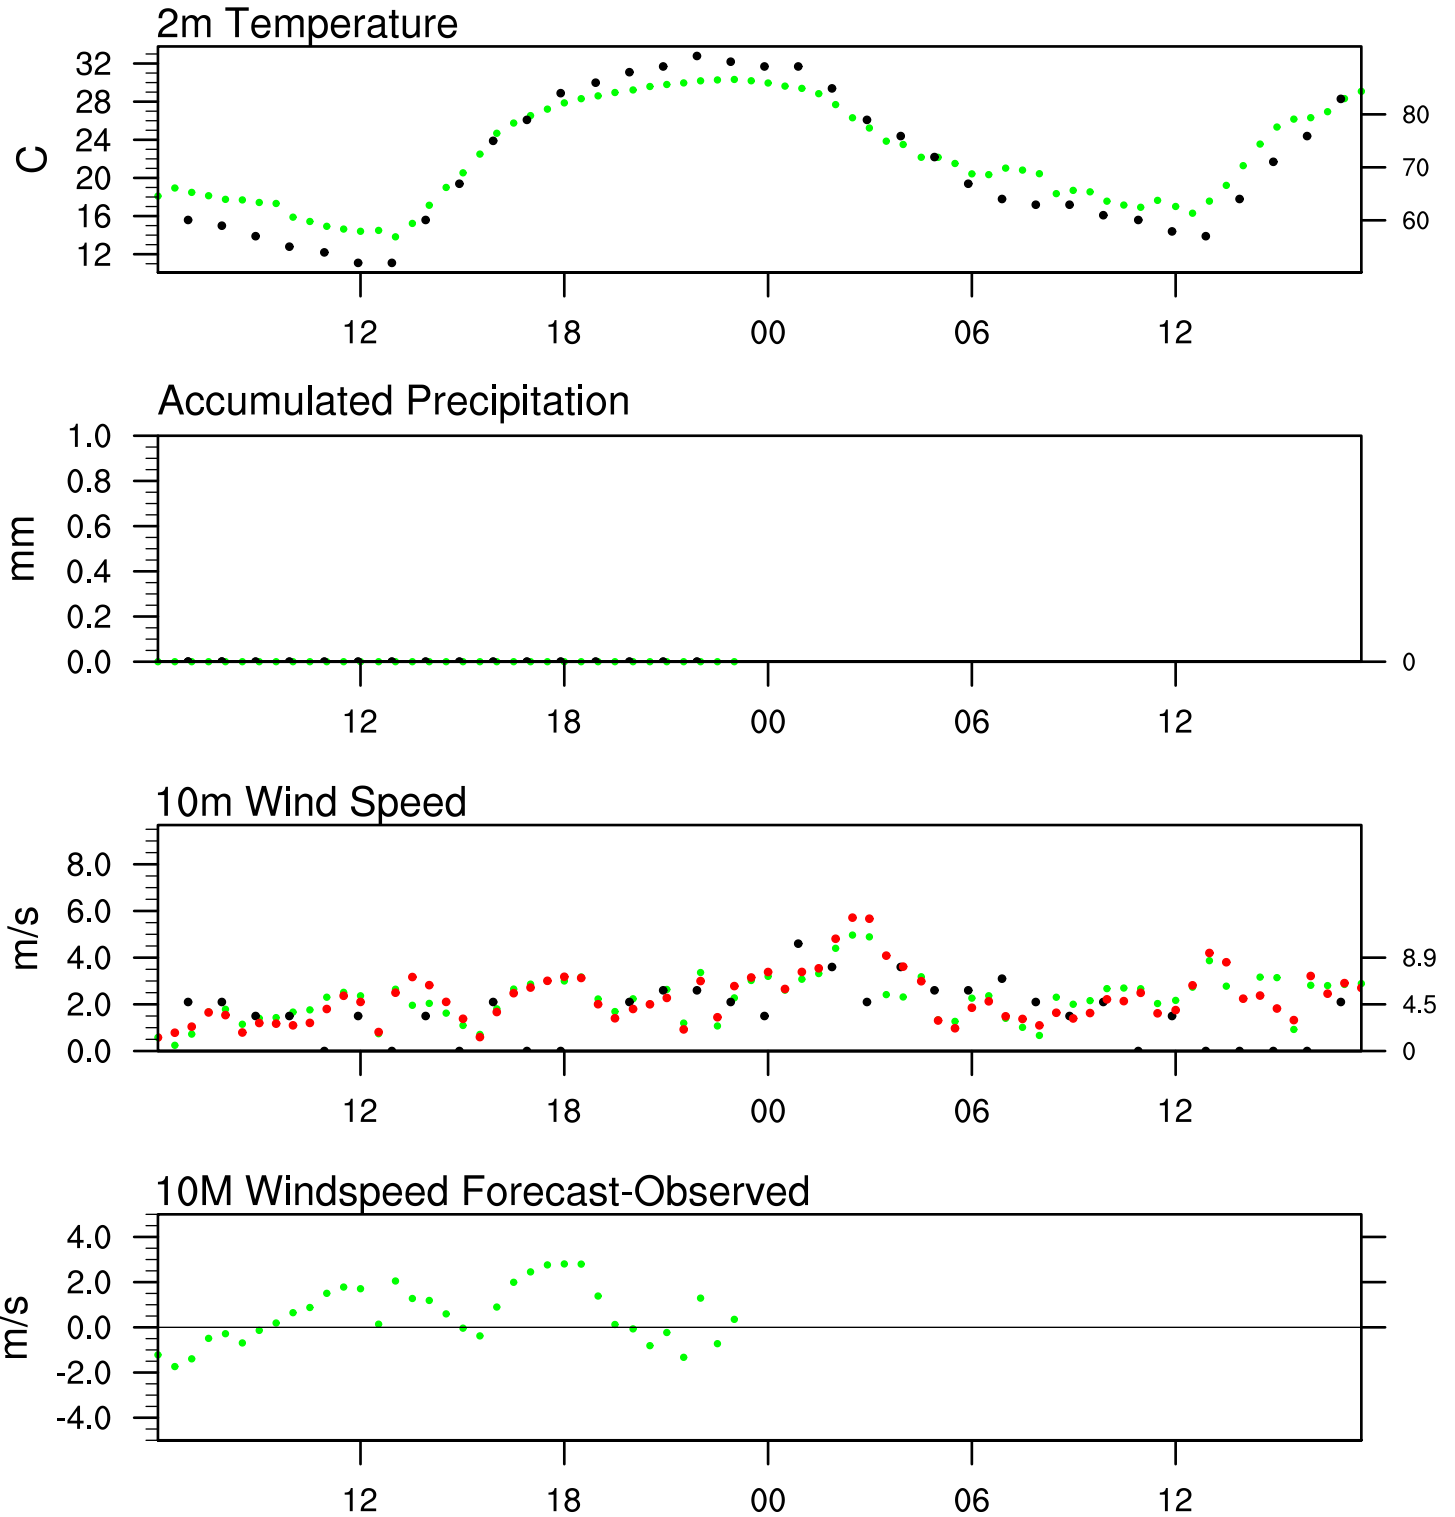 2m Temperature
32
28
24
20
16
12
C
80
70
60
12 18 00 06 12
Accumulated Precipitation
1.0
0.8
0.6
0.4
0.2
0.0
mm
0
12 18 00 06 12
10m Wind Speed
8.0
6.0
4.0
2.0
0.0
m/s
8.9
4.5
0
12 18 00 06 12
10M Windspeed Forecast-Observed
4.0
2.0
0.0
-2.0
-4.0
m/s
12 18 00 06 12